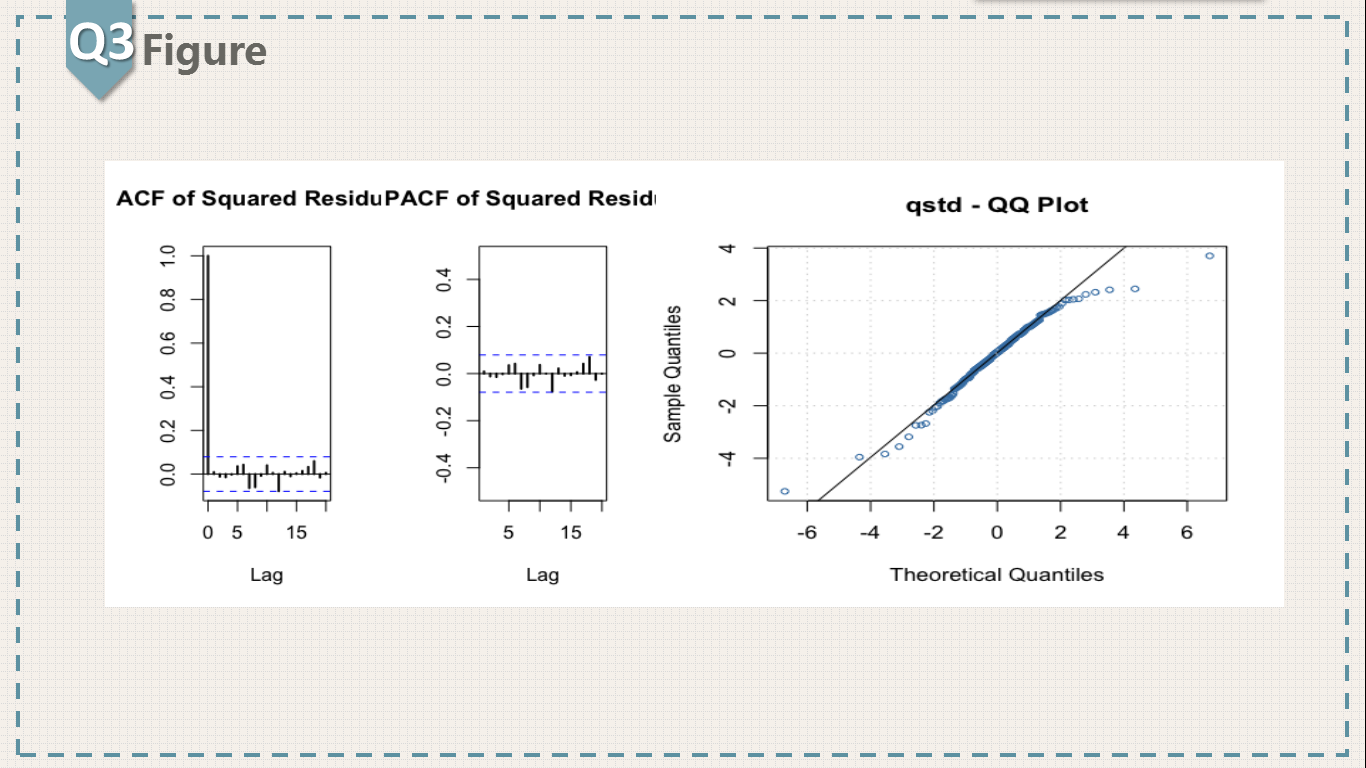 Q3 Figure
ACF of Squared Residu
PACF of Squared Resid
qstd - QQ Plot
1.0
0.8
0.6
0.4
0.2
0.0
0 5 15
Lag
0.4
0.2
0.0
-0.2
-0.4
5 15
Lag
Sample Quantiles
4
2
0
-2
-4
-6 -4 -2 0 2 4 6
Theoretical Quantiles